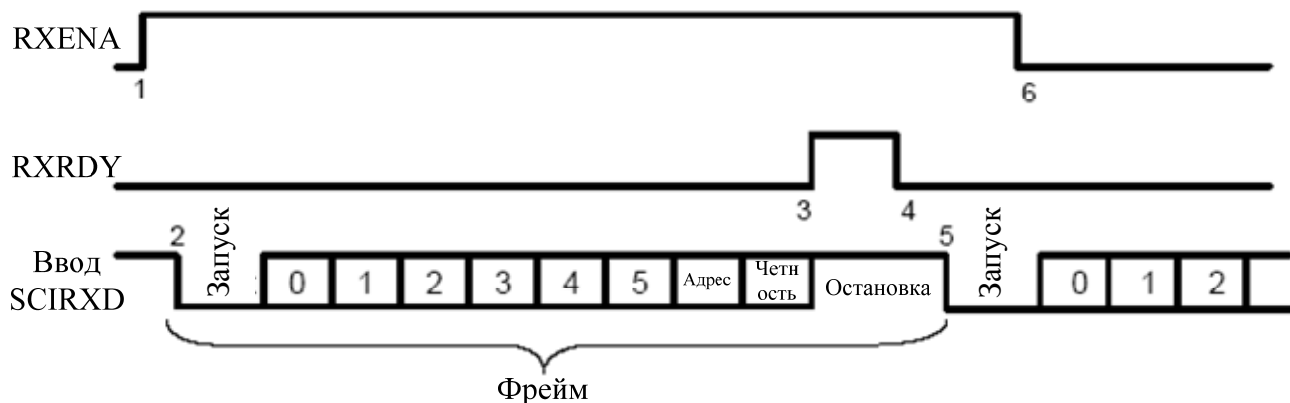 RXENA
1
6
RXRDY
3
4
2
Запуск
5
Запуск
Ввод
SCIRXD
0
1
2
3
4
5
Адрес
Четн
ость
Остановка
0
1
2
Фрейм